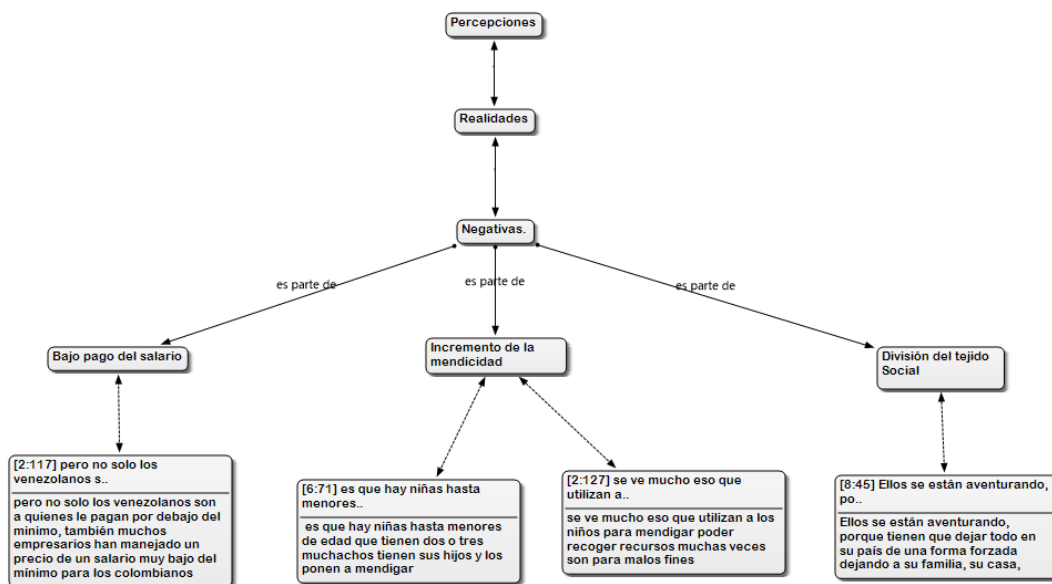 Percepciones
Realidades
Negativas.
es parte de
es parte de
es parte de
Bajo pago del salario
Incremento de la
mendicidad
División del tejido
Social
[2:117] pero no solo los
venezolanos s..
pero no solo los venezolanos son
a quienes le pagan por debajo del
mínimo, también muchos
empresarios han manejado un
precio de un salario muy bajo del
mínimo para los colombianos
[6:71] es que hay niñas hasta
menores..
es que hay niñas hasta menores
de edad que tienen dos o tres
muchachos tienen sus hijos y los
ponen a mendigar
[2:127] se ve mucho eso que
utilizan a..
se ve mucho eso que utilizan a los
niños para mendigar poder
recoger recursos muchas veces
son para malos fines
[8:45] Ellos se están aventurando,
po..
Ellos se están aventurando,
porque tienen que dejar todo en
su país de una forma forzada
dejando a su familia, su casa,